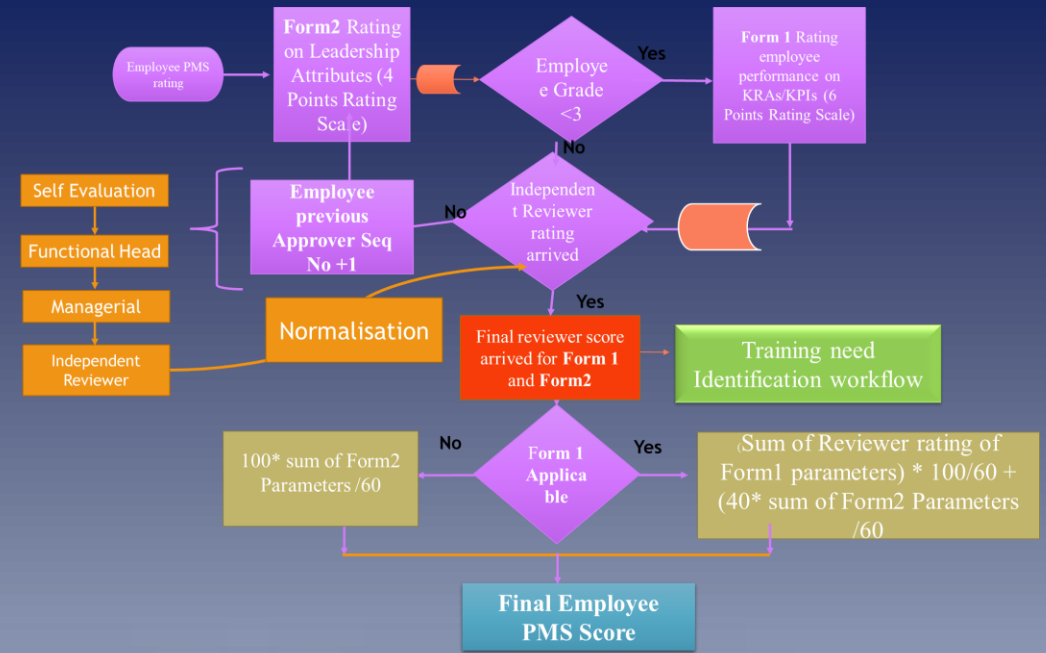 Employee PMS
rating
Form2 Rating
on Leadership
Attributes (4
Points Rating
Scale)
Employe
e Grade
<3
Yes
Form 1 Rating
employee
performance on
KRAs/KPIs (6
Points Rating Scale)
No
Self Evaluation
Functional Head
Managerial
Independent
Reviewer
Employee
previous
Approver Seq
No +1
No
Independen
t Reviewer
rating
arrived
Normalisation
Yes
Final reviewer score
arrived for Form 1
and Form2
Training need
Identification workflow
No
Form 1
Applica
ble
Yes
100* sum of Form2
Parameters /60
(Sum of Reviewer rating of
Form1 parameters) * 100/60 +
(40* sum of Form2 Parameters
/60
Final Employee
PMS Score